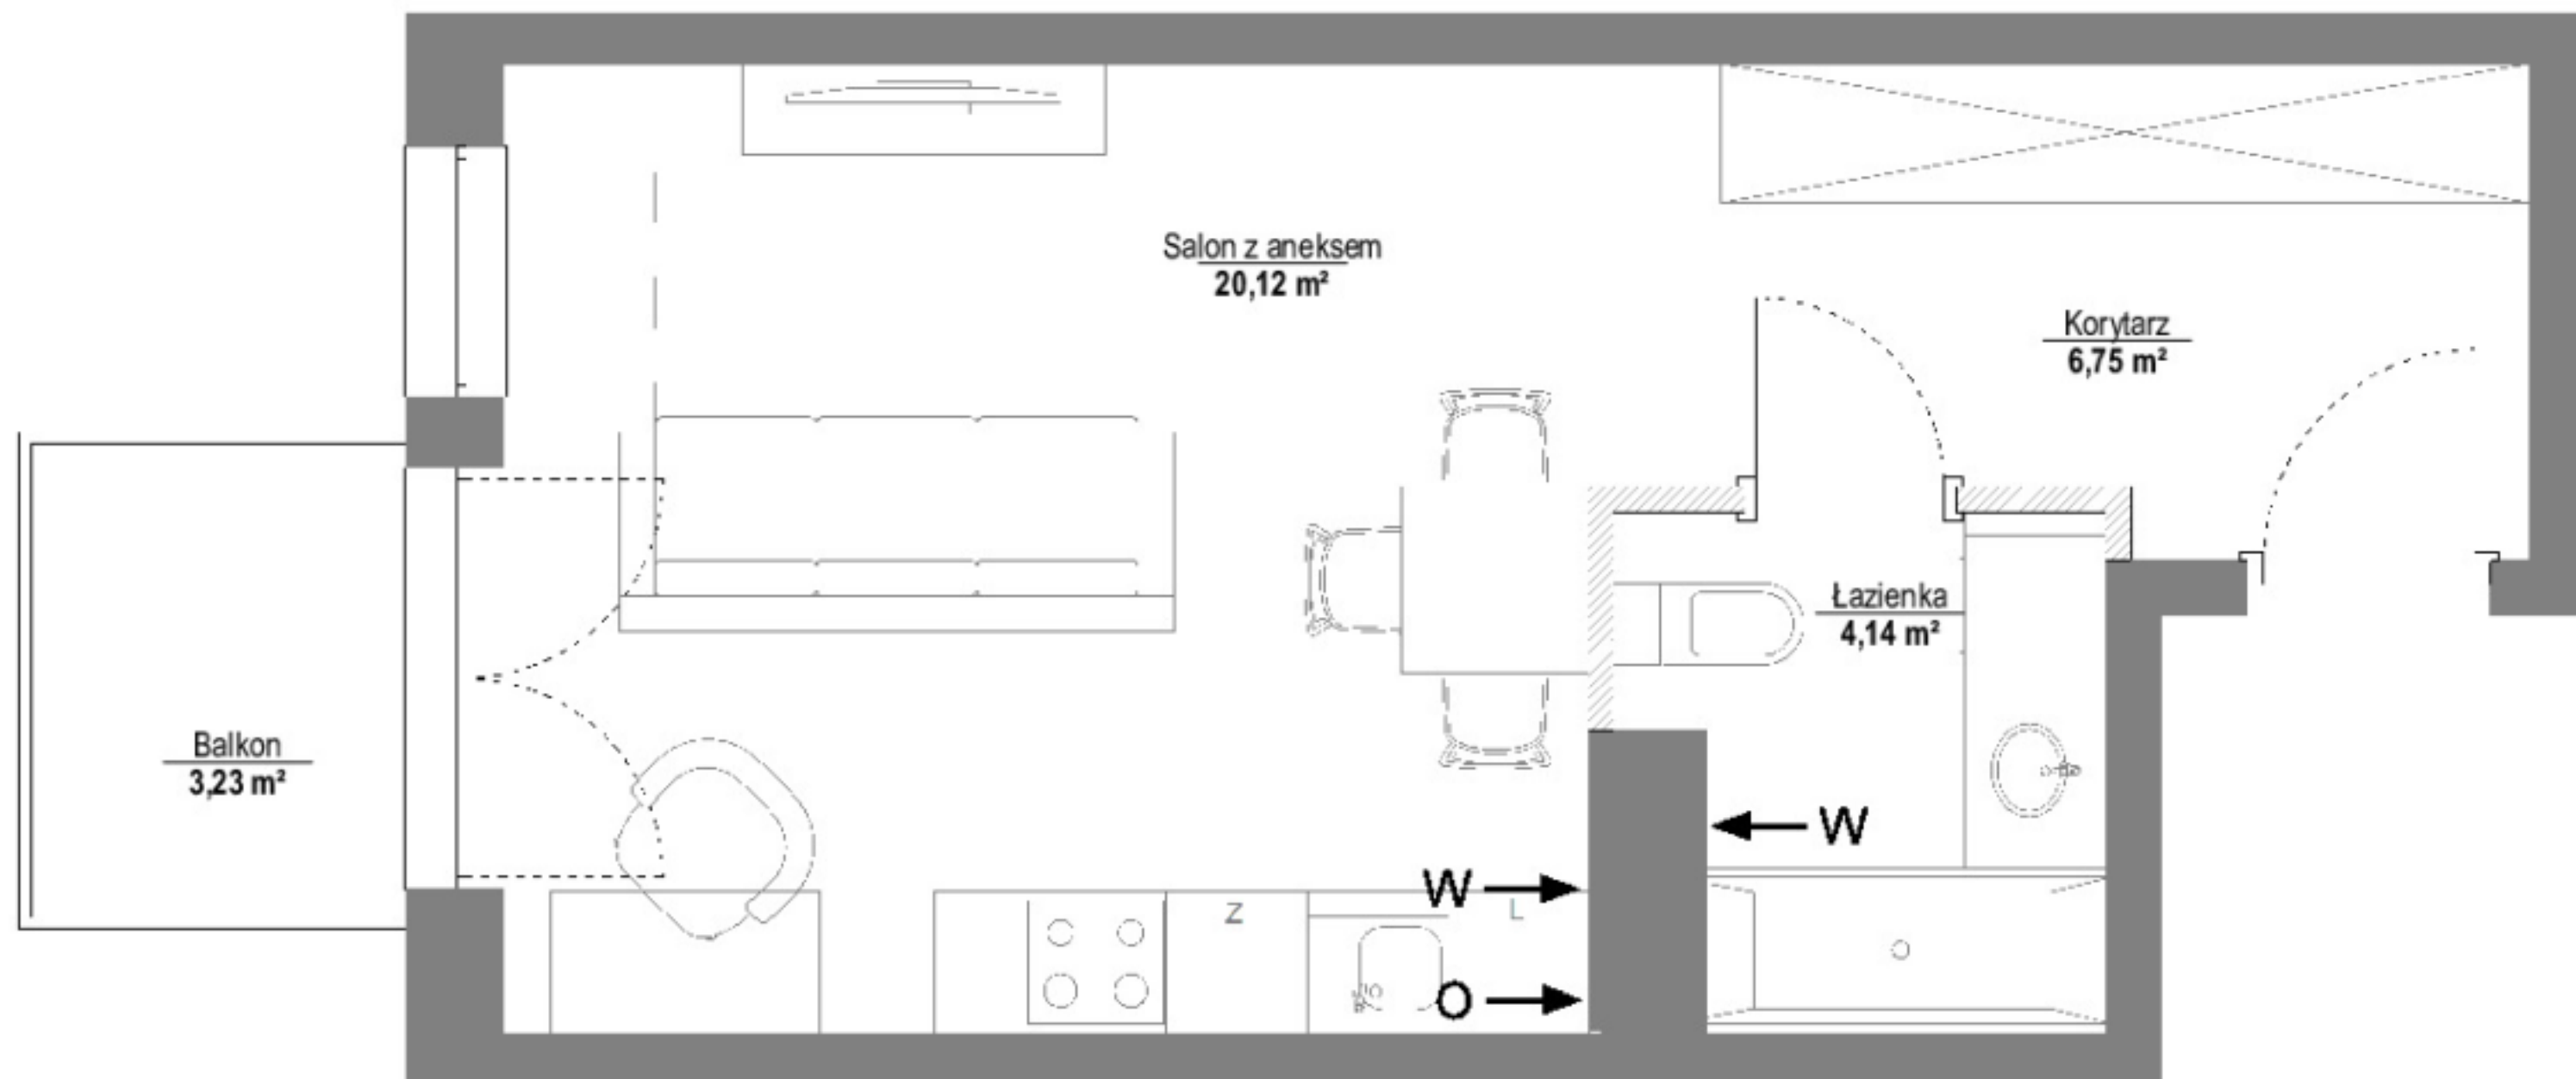 Salon z aneksem
20,12 m²
Korytarz
6,75 m²
Łazienka
4,14 m²
Balkon
3,23 m²
W
W
L
Z
O